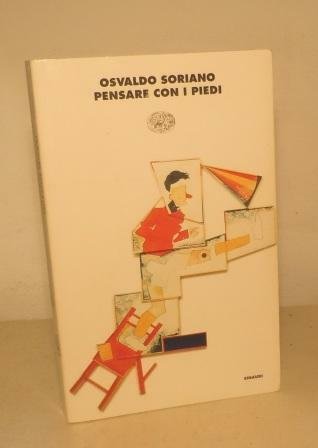 OSVALDO SORIANO
PENSARE CON I PIEDI
EINAUDI